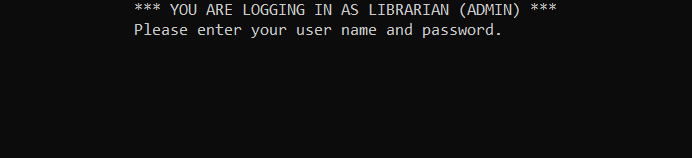 *** YOU ARE LOGGING IN AS LIBRARIAN (ADMIN) ***
Please enter your user name and password.